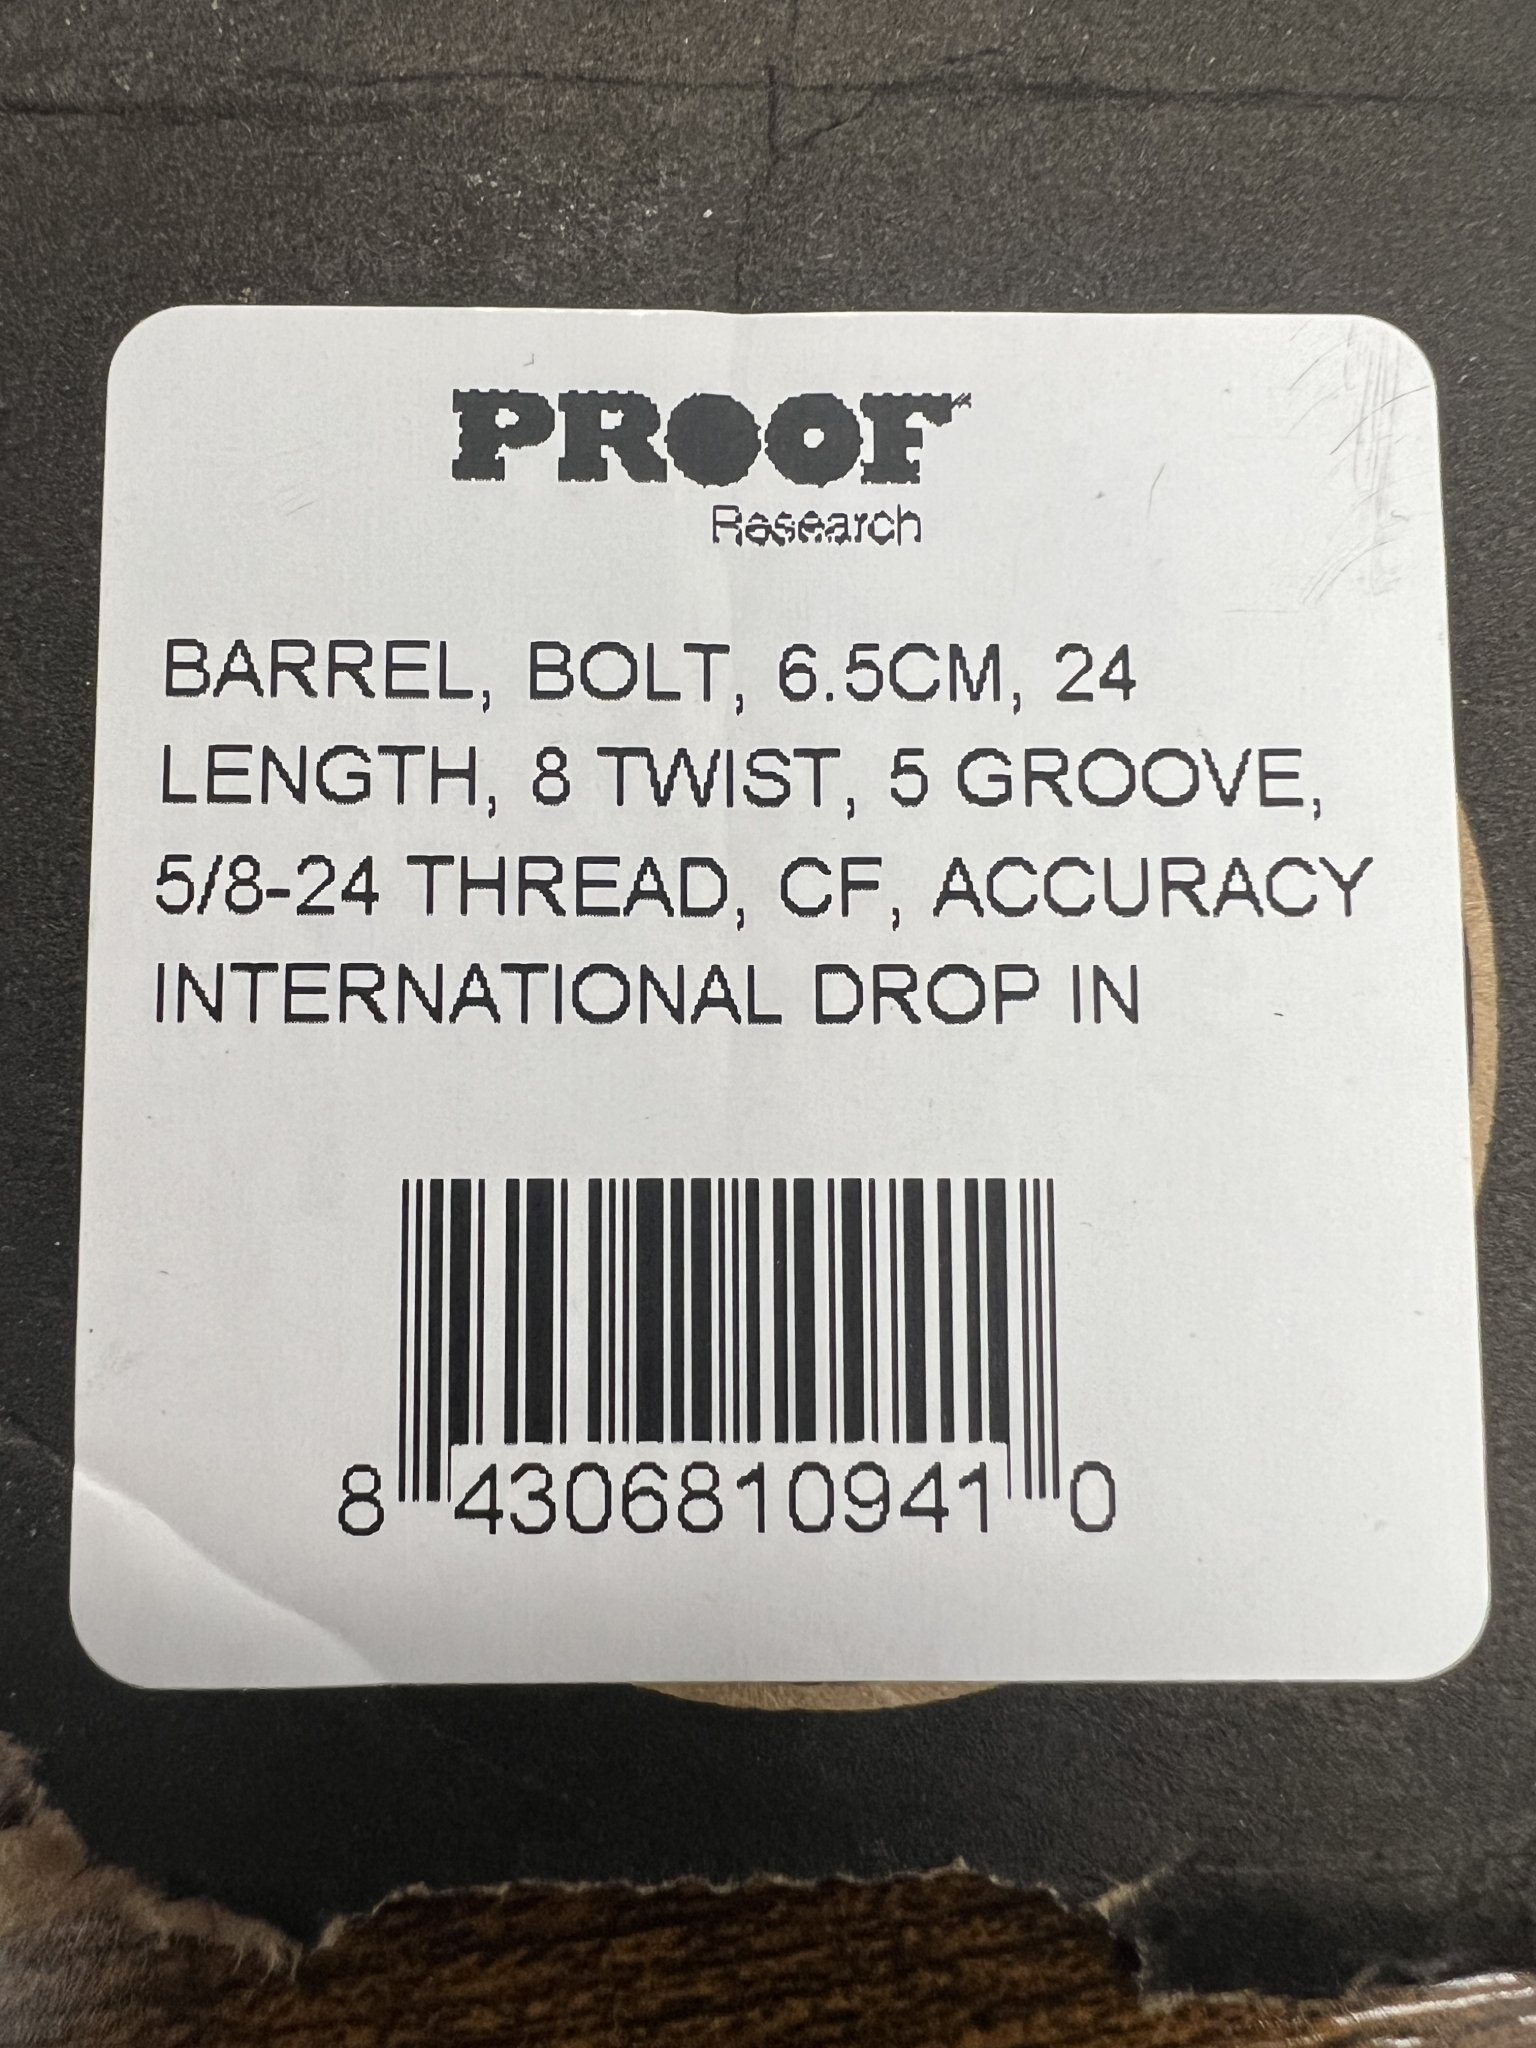 PROOF
Research
BARREL, BOLT, 6.5CM, 24
LENGTH, 8 TWIST, 5 GROOVE,
5/8-24 THREAD, CF, ACCURACY
INTERNATIONAL DROP IN
8 4306810941 0